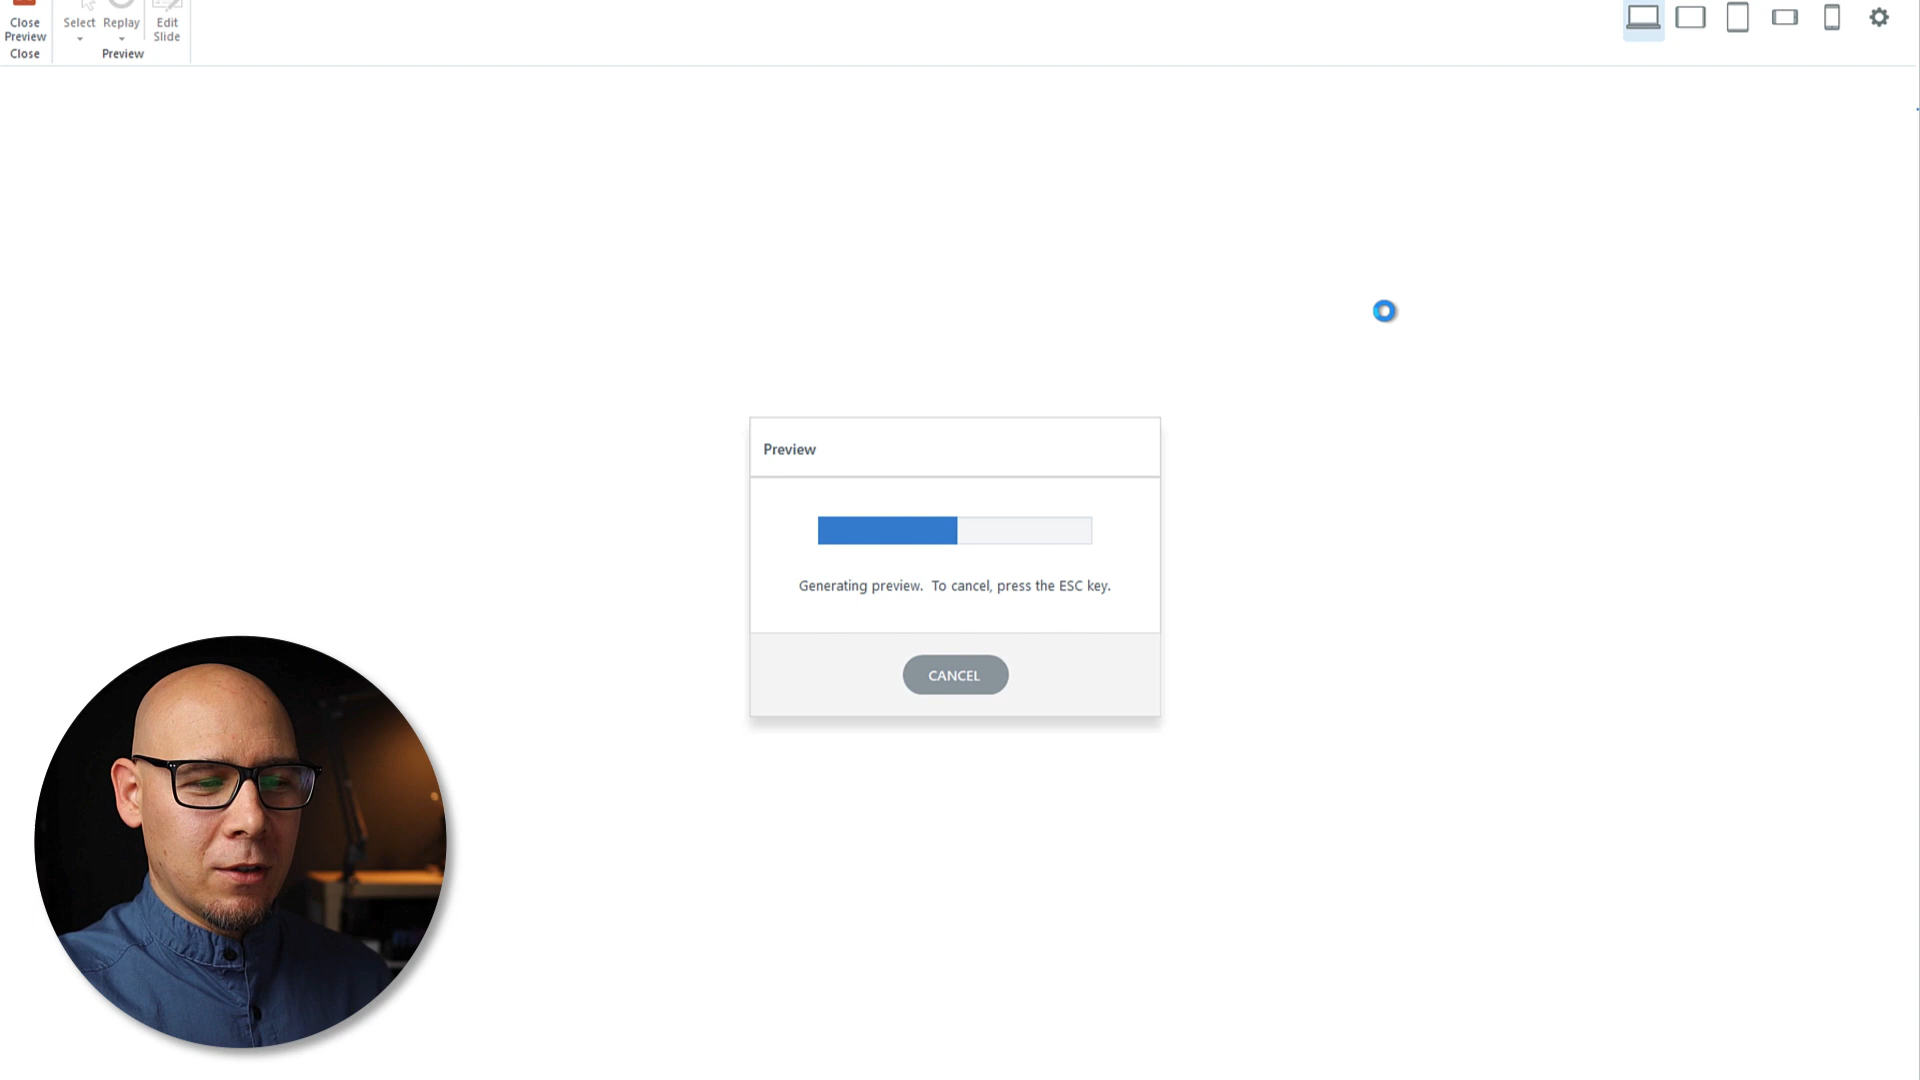 Close
Preview
Select
Replay
Edit
Slide
Close
Preview
Preview
Generating preview. To cancel, press the ESC key.
CANCEL